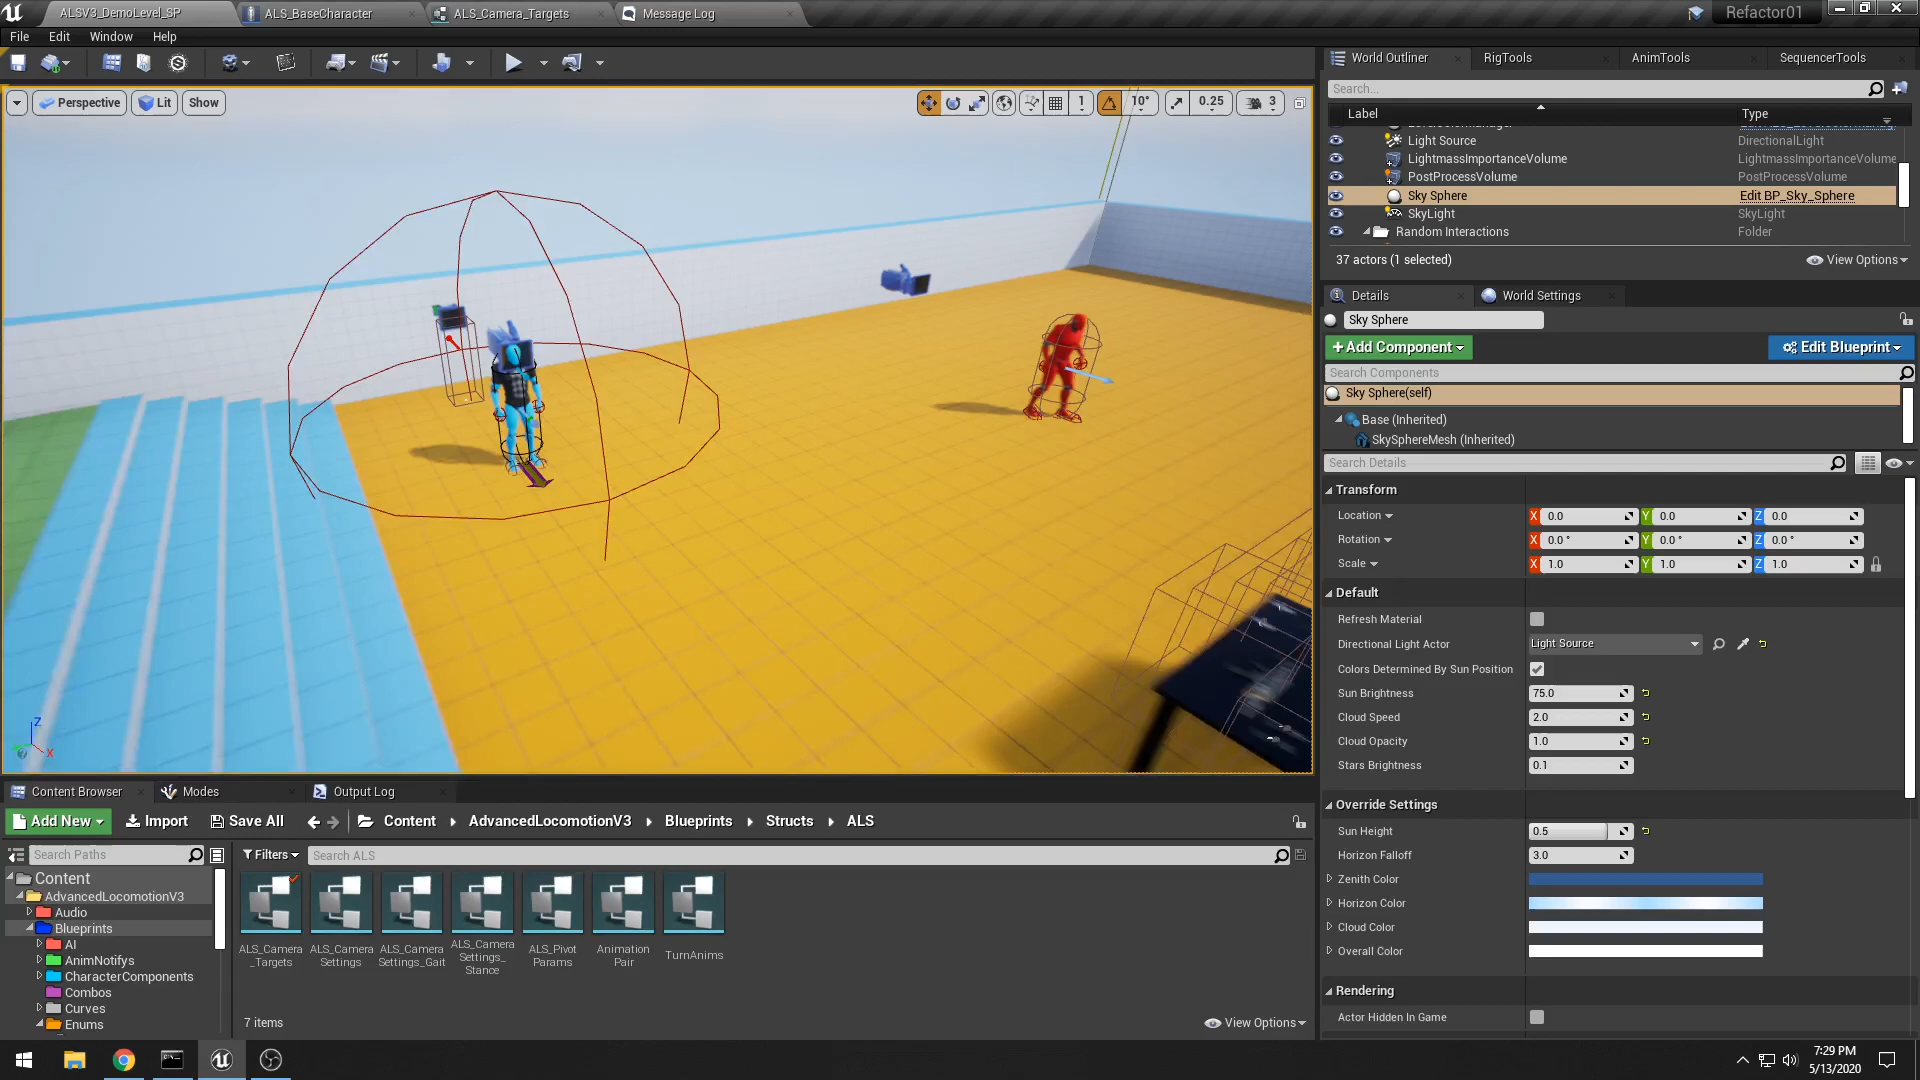 ALSV3_DemoLevel_SP
ALS_BaseCharacter
ALS_Camera_Targets
Message Log
Refactor01
File Edit Window Help
World Outliner
RigTools
AnimTools
SequencerTools
Perspective
Lit
Show
1
10°
0.25
3
Search...
Label Type
Light Source DirectionalLight
LightmassImportanceVolume LightmassImportanceVolume
PostProcessVolume PostProcessVolume
Sky Sphere Edit BP_Sky_Sphere
SkyLight SkyLight
Random Interactions Folder
37 actors (1 selected) View Options
Details
World Settings
Sky Sphere
+ Add Component Edit Blueprint
Search Components
Sky Sphere(self)
Base (Inherited)
SkySphereMesh (Inherited)
Search Details
Transform
Location X 0.0 Y 0.0 Z 0.0
Rotation X 0.0 ° Y 0.0 ° Z 0.0 °
Scale X 1.0 Y 1.0 Z 1.0
Default
Refresh Material
Directional Light Actor Light Source
Colors Determined By Sun Position
Sun Brightness 75.0
Cloud Speed 2.0
Cloud Opacity 1.0
Stars Brightness 0.1
Override Settings
Sun Height 0.5
Horizon Falloff 3.0
Zenith Color
Horizon Color
Cloud Color
Overall Color
Rendering
Actor Hidden In Game
Z
X
Content Browser
Modes
Output Log
Add New Import Save All Content AdvancedLocomotionV3 Blueprints Structs ALS
Search Paths
Filters Search ALS
Content
AdvancedLocomotionV3
Audio
Blueprints
AI
AnimNotifys
CharacterComponents
Combos
Curves
Enums
ALS_Camera
_Targets
ALS_Camera
Settings
ALS_Camera
Settings_Gait
ALS_Camera
Settings_
Stance
ALS_Pivot
Params
Animation
Pair
TurnAnims
7 items View Options
7:29 PM
5/13/2020